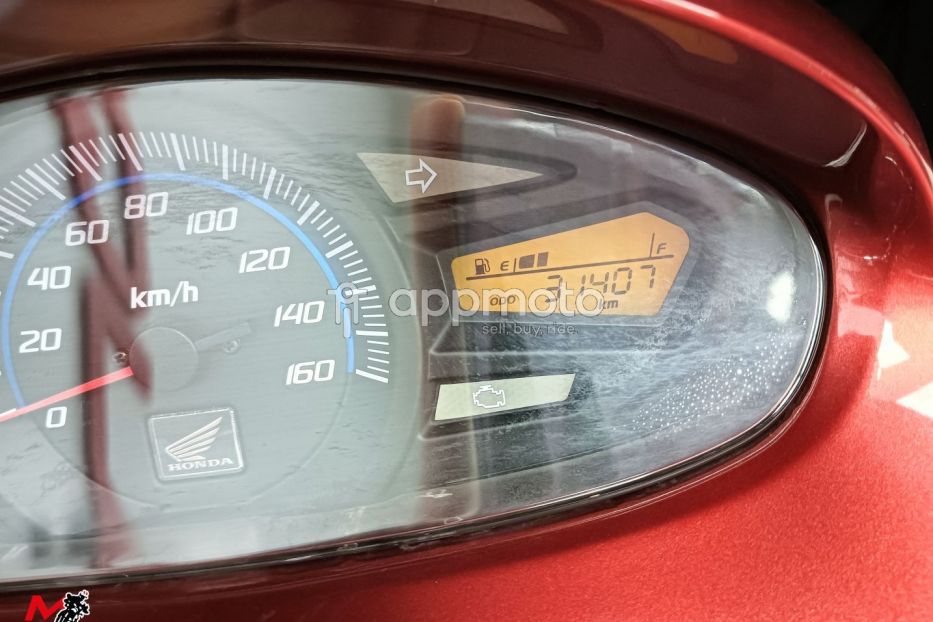 0
20
40
60
80
100
120
140
160
km/h
HONDA
E F
ODO 31407 km
appmoto
sell, buy, ride.